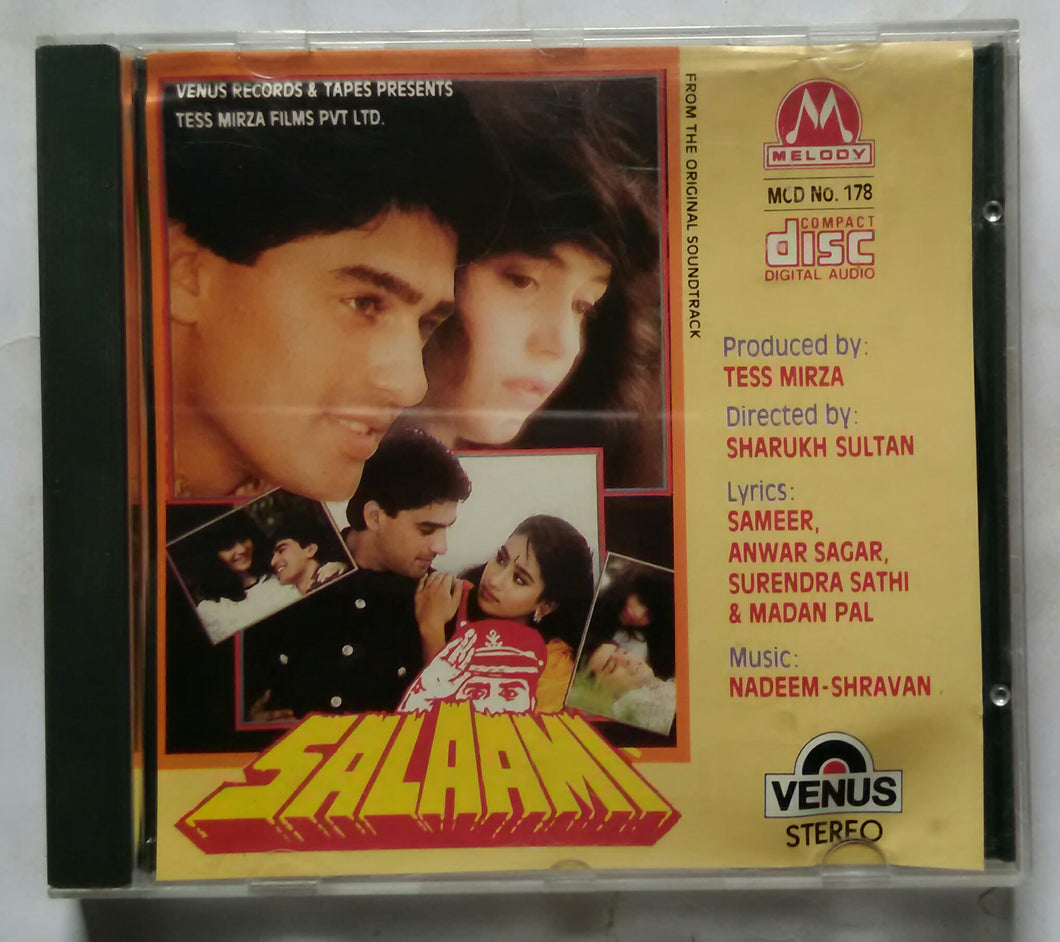 VENUS RECORDS & TAPES PRESENTS
TESS MIRZA FILMS PVT LTD.
SALAAMI
FROM THE ORIGINAL SOUNDTRACK
M
MELODY
MCD No. 178
COMPACT
disc
DIGITAL AUDIO
Produced by:
TESS MIRZA
Directed by:
SHARUKH SULTAN
Lyrics:
SAMEER,
ANWAR SAGAR,
SURENDRA SATHI
& MADAN PAL
Music:
NADEEM-SHRAVAN
VENUS
STEREO